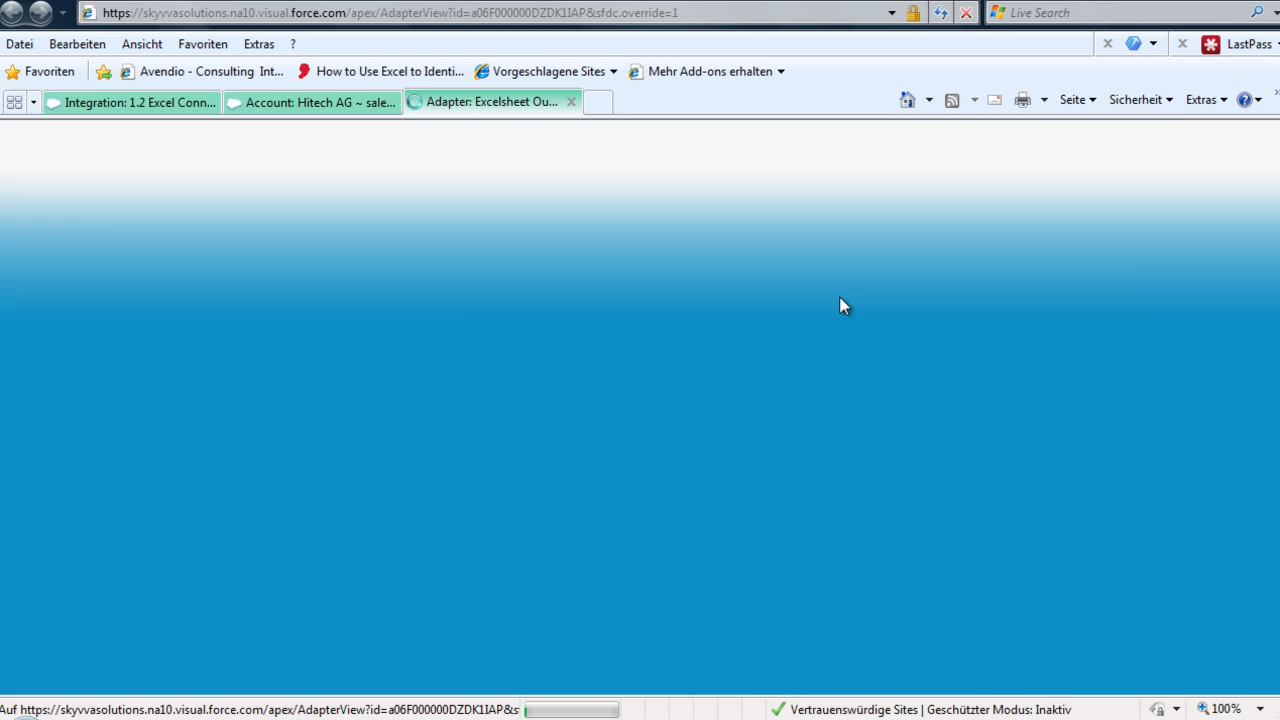 https://skyvvasolutions.na10.visual.force.com/apex/AdapterView?id=a06F000000DZDK1IAP&sfdc.override=1
Live Search
Datei Bearbeiten Ansicht Favoriten Extras ?
LastPass
Favoriten Avendio - Consulting Int... How to Use Excel to Identi... Vorgeschlagene Sites Mehr Add-ons erhalten
Integration: 1.2 Excel Conn... Account: Hitech AG ~ sale... Adapter: Excelsheet Ou... Seite Sicherheit Extras
Auf https://skyvvasolutions.na10.visual.force.com/apex/AdapterView?id=a06F000000DZDK1IAP&s Vertrauenswürdige Sites | Geschützter Modus: Inaktiv 100%